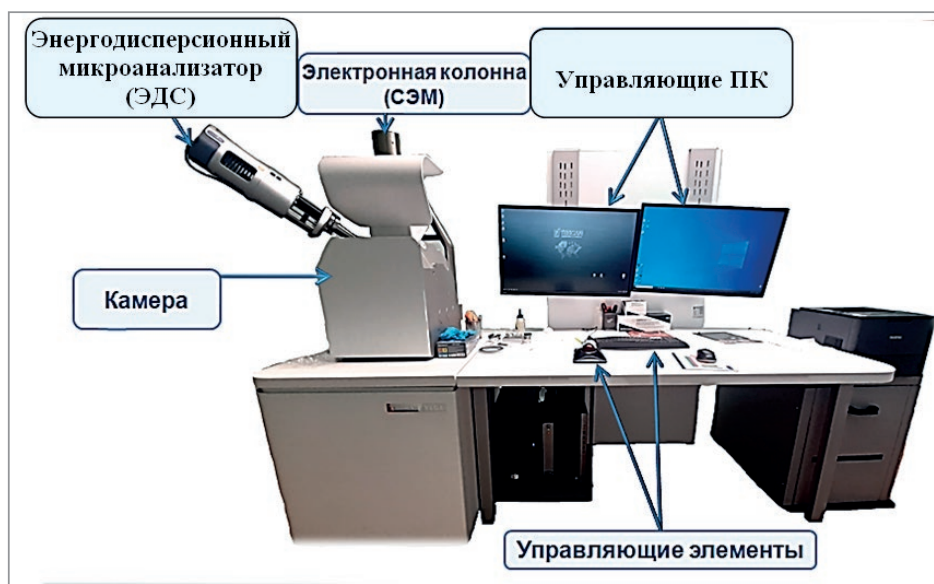 Энергодисперсионный
микроанализатор
(ЭДС)
Электронная колонна
(СЭМ)
Управляющие ПК
Камера
Управляющие элементы